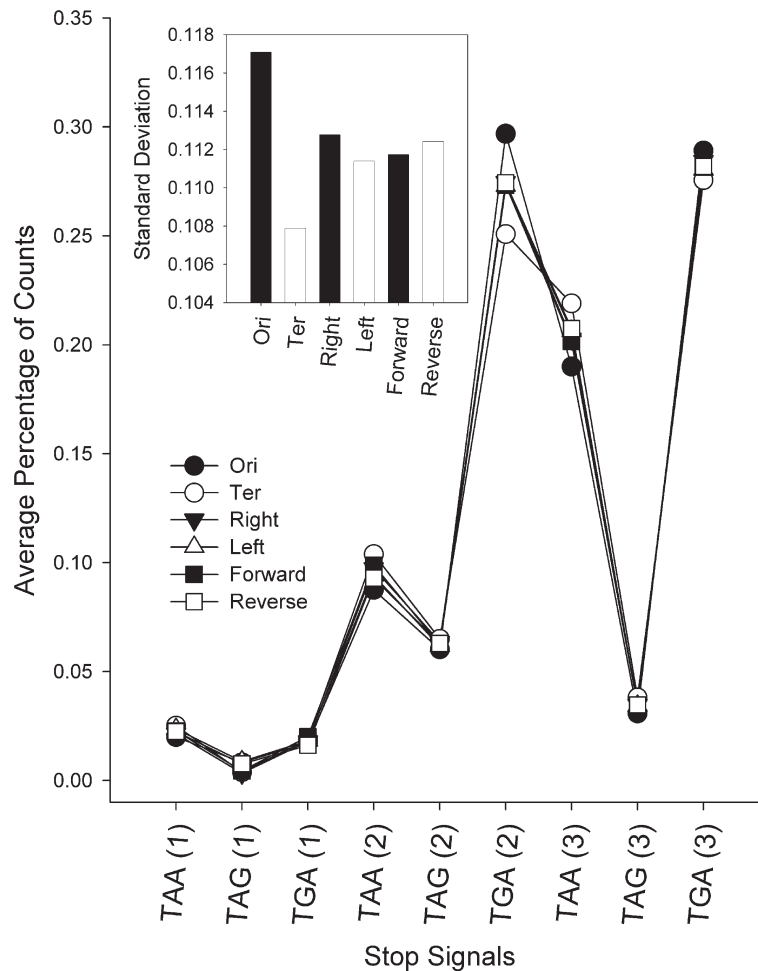 0.35
0.30
0.25
0.20
0.15
0.10
0.05
0.00
Average Percentage of Counts
0.118
0.116
0.114
0.112
0.110
0.108
0.106
0.104
Standard Deviation
Ori
Ter
Right
Left
Forward
Reverse
Ori
Ter
Right
Left
Forward
Reverse
TAA (1)
TAG (1)
TGA (1)
TAA (2)
TAG (2)
TGA (2)
TAA (3)
TAG (3)
TGA (3)
Stop Signals